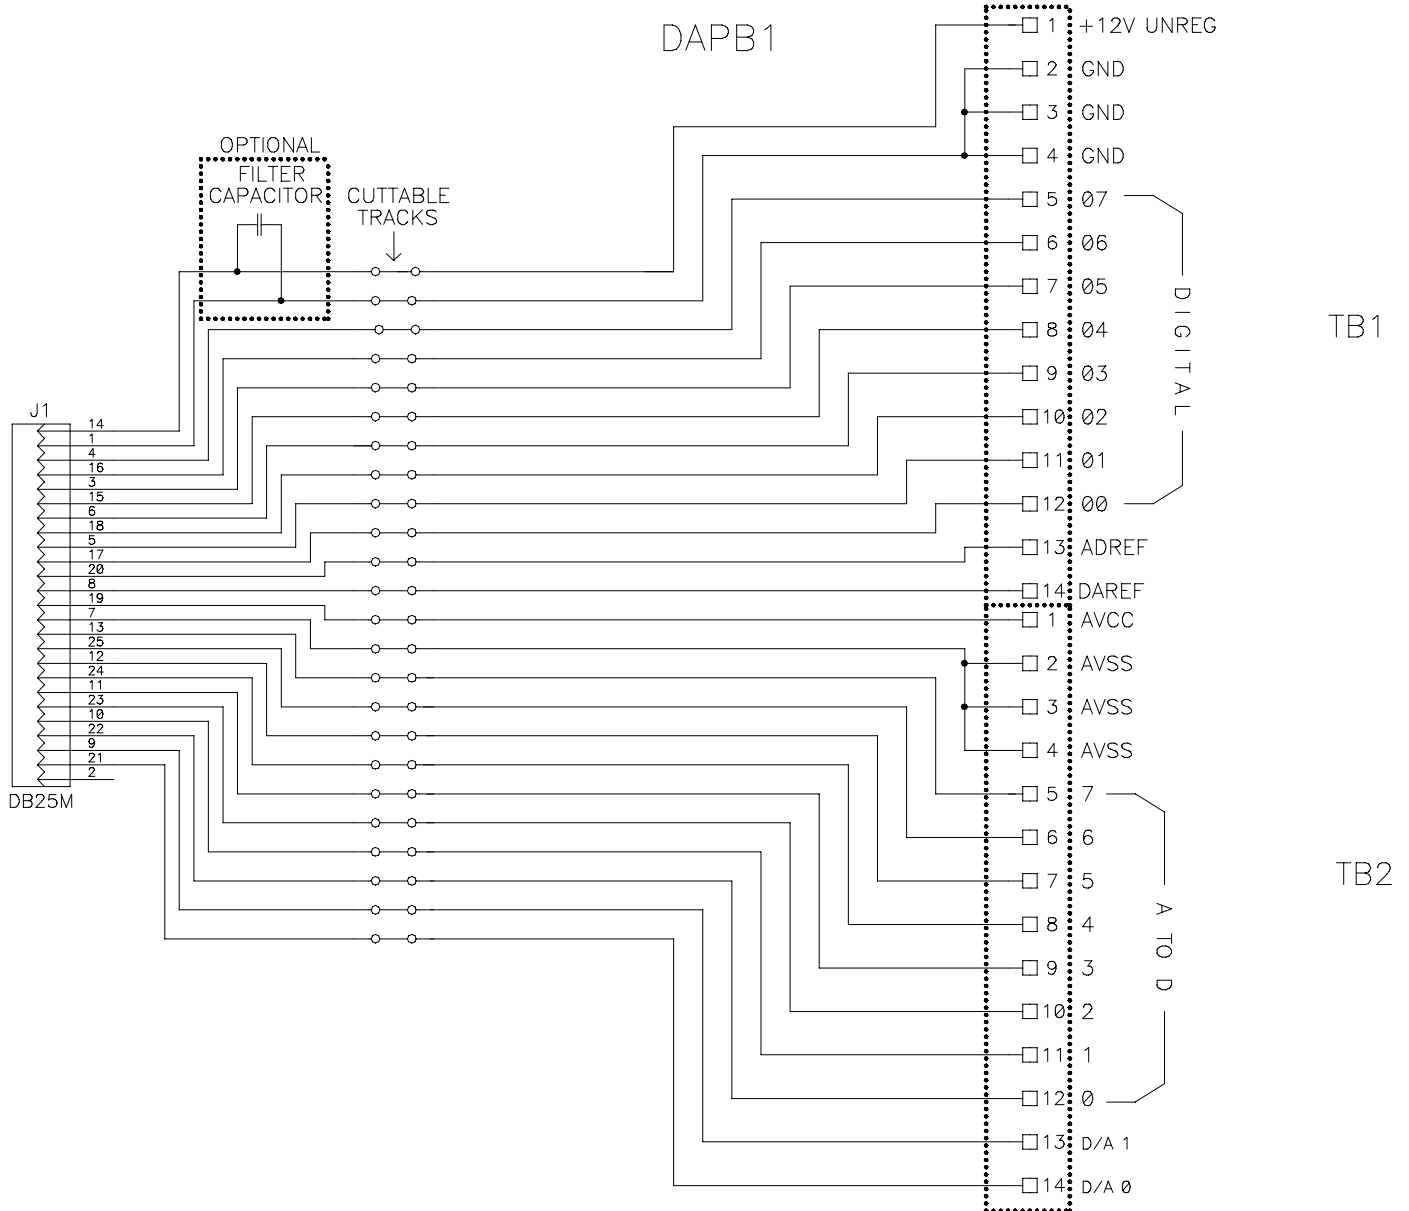 DAPB1
OPTIONAL
FILTER
CAPACITOR
CUTTABLE
TRACKS
J1
14
1
4
16
3
15
6
18
5
17
20
8
19
7
13
25
12
24
11
23
10
22
9
21
2
DB25M
1 +12V UNREG
2 GND
3 GND
4 GND
5 07
6 06
7 05
8 04
9 03
10 02
11 01
12 00
13 ADREF
14 DAREF
DIGITAL
TB1
1 AVCC
2 AVSS
3 AVSS
4 AVSS
5 7
6 6
7 5
8 4
9 3
10 2
11 1
12 0
13 D/A 1
14 D/A 0
A TO D
TB2